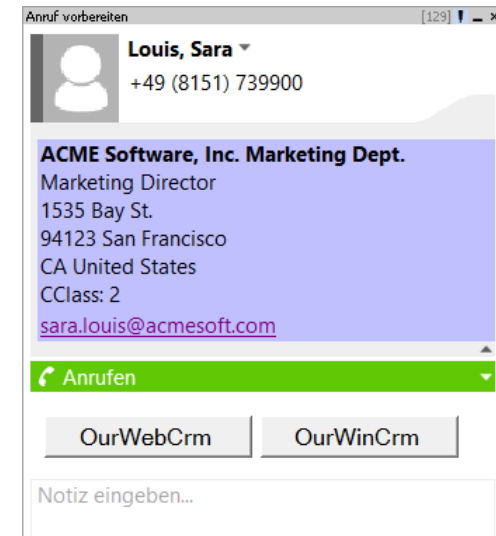 Anruf vorbereiten [129]
Louis, Sara
+49 (8151) 739900
ACME Software, Inc. Marketing Dept.
Marketing Director
1535 Bay St.
94123 San Francisco
CA United States
CClass: 2
sara.louis@acmesoft.com
Anrufen
OurWebCrm OurWinCrm
Notiz eingeben...